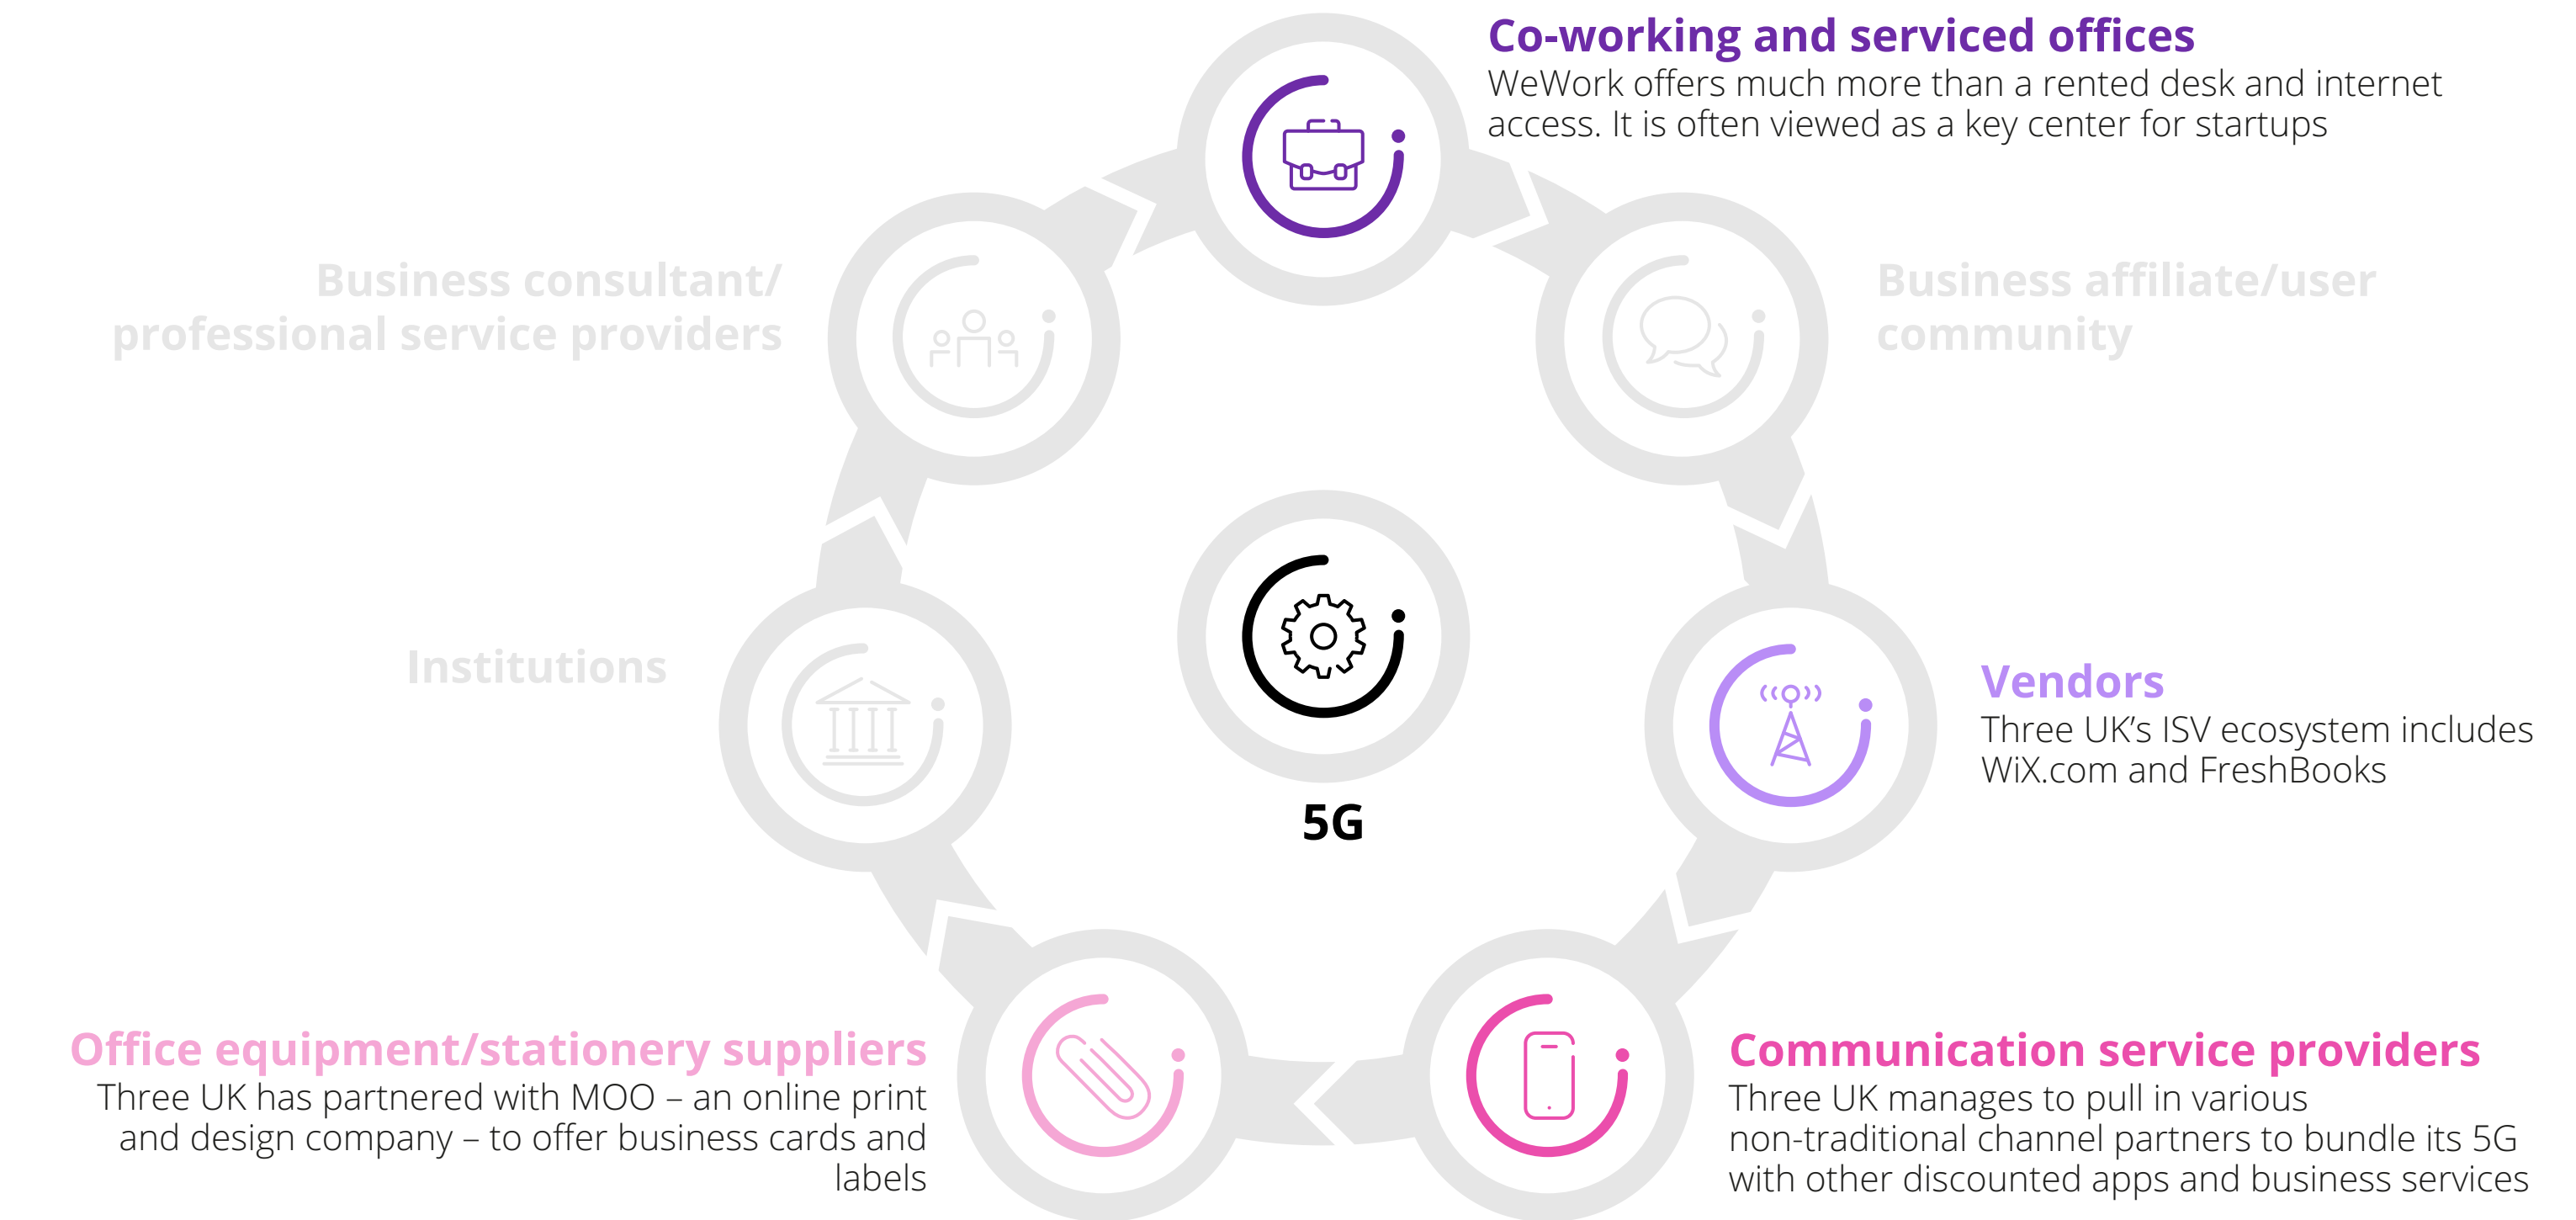 Co-working and serviced offices
WeWork offers much more than a rented desk and internet
access. It is often viewed as a key center for startups
Business consultant/
professional service providers
Business affiliate/user
community
Institutions
5G
Vendors
Three UK’s ISV ecosystem includes
WiX.com and FreshBooks
Office equipment/stationery suppliers
Three UK has partnered with MOO – an online print
and design company – to offer business cards and
labels
Communication service providers
Three UK manages to pull in various
non-traditional channel partners to bundle its 5G
with other discounted apps and business services